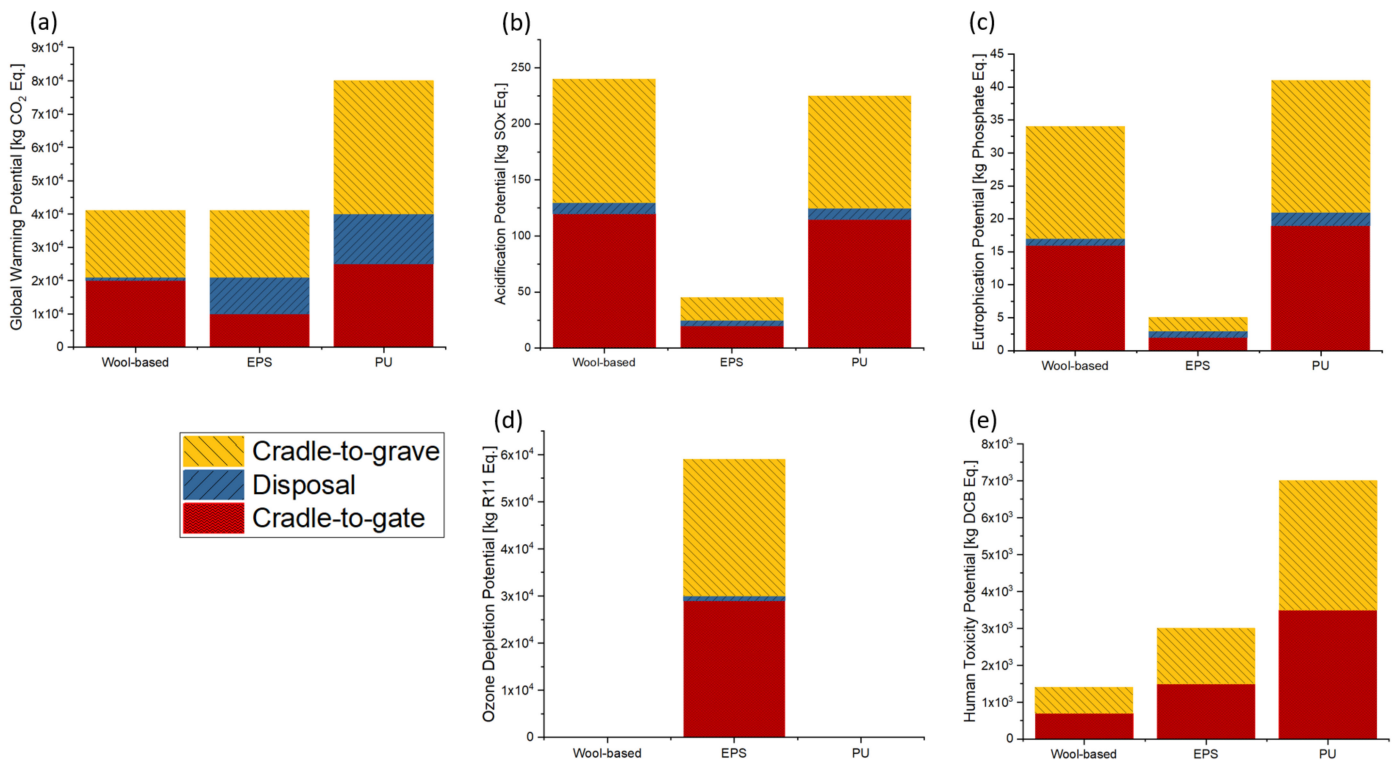 (a)
Global Warming Potential [kg CO₂ Eq.]
9x10⁴
8x10⁴
7x10⁴
6x10⁴
5x10⁴
4x10⁴
3x10⁴
2x10⁴
1x10⁴
0
Wool-based EPS PU
(b)
Acidification Potential [kg SOx Eq.]
250
200
150
100
50
0
Wool-based EPS PU
(c)
Eutrophication Potential [kg Phosphate Eq.]
45
40
35
30
25
20
15
10
5
0
Wool-based EPS PU
Cradle-to-grave
Disposal
Cradle-to-gate
(d)
Ozone Depletion Potential [kg R11 Eq.]
6x10⁴
5x10⁴
4x10⁴
3x10⁴
2x10⁴
1x10⁴
0
Wool-based EPS PU
(e)
Human Toxicity Potential [kg DCB Eq.]
8x10³
7x10³
6x10³
5x10³
4x10³
3x10³
2x10³
1x10³
0
Wool-based EPS PU